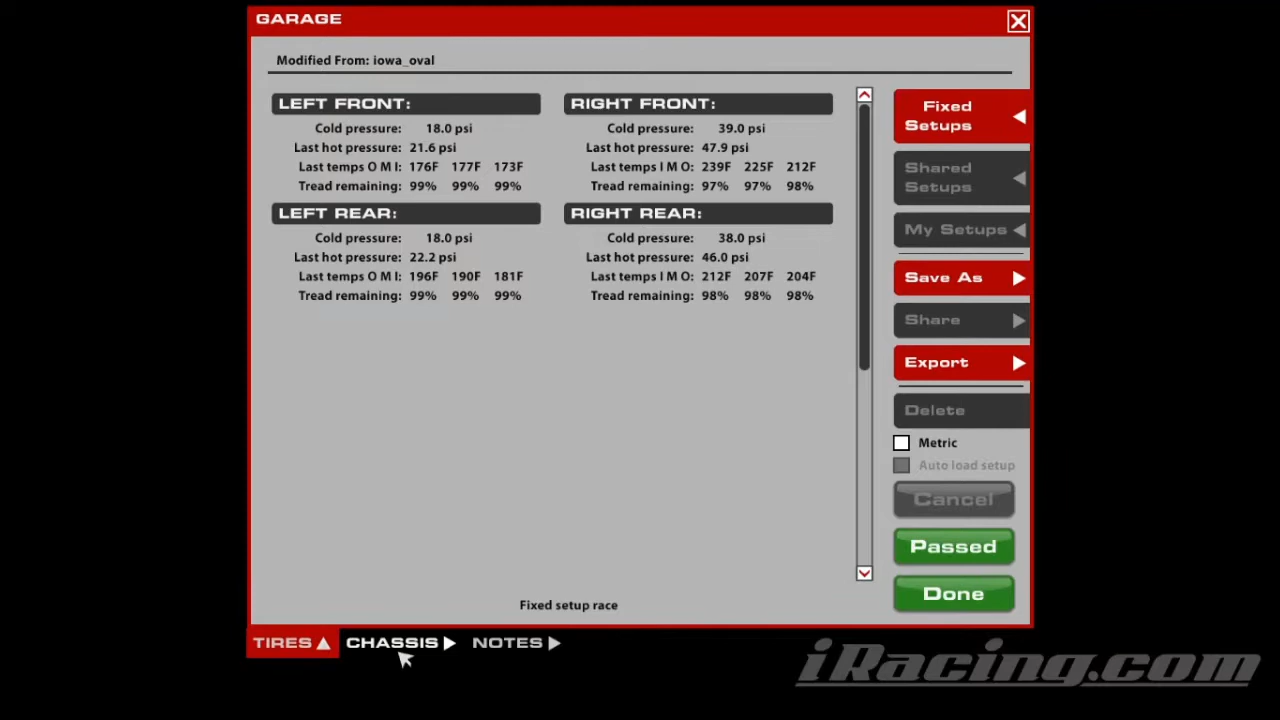 GARAGE
Modified From: iowa_oval
LEFT FRONT:
Cold pressure: 18.0 psi
Last hot pressure: 21.6 psi
Last temps O M I: 176F 177F 173F
Tread remaining: 99% 99% 99%
RIGHT FRONT:
Cold pressure: 39.0 psi
Last hot pressure: 47.9 psi
Last temps I M O: 239F 225F 212F
Tread remaining: 97% 97% 98%
LEFT REAR:
Cold pressure: 18.0 psi
Last hot pressure: 22.2 psi
Last temps O M I: 196F 190F 181F
Tread remaining: 99% 99% 99%
RIGHT REAR:
Cold pressure: 38.0 psi
Last hot pressure: 46.0 psi
Last temps I M O: 212F 207F 204F
Tread remaining: 98% 98% 98%
Fixed setup race
Fixed
Setups
Shared
Setups
My Setups
Save As
Share
Export
Delete
Metric
Auto load setup
Cancel
Passed
Done
TIRES CHASSIS NOTES
iRacing.com